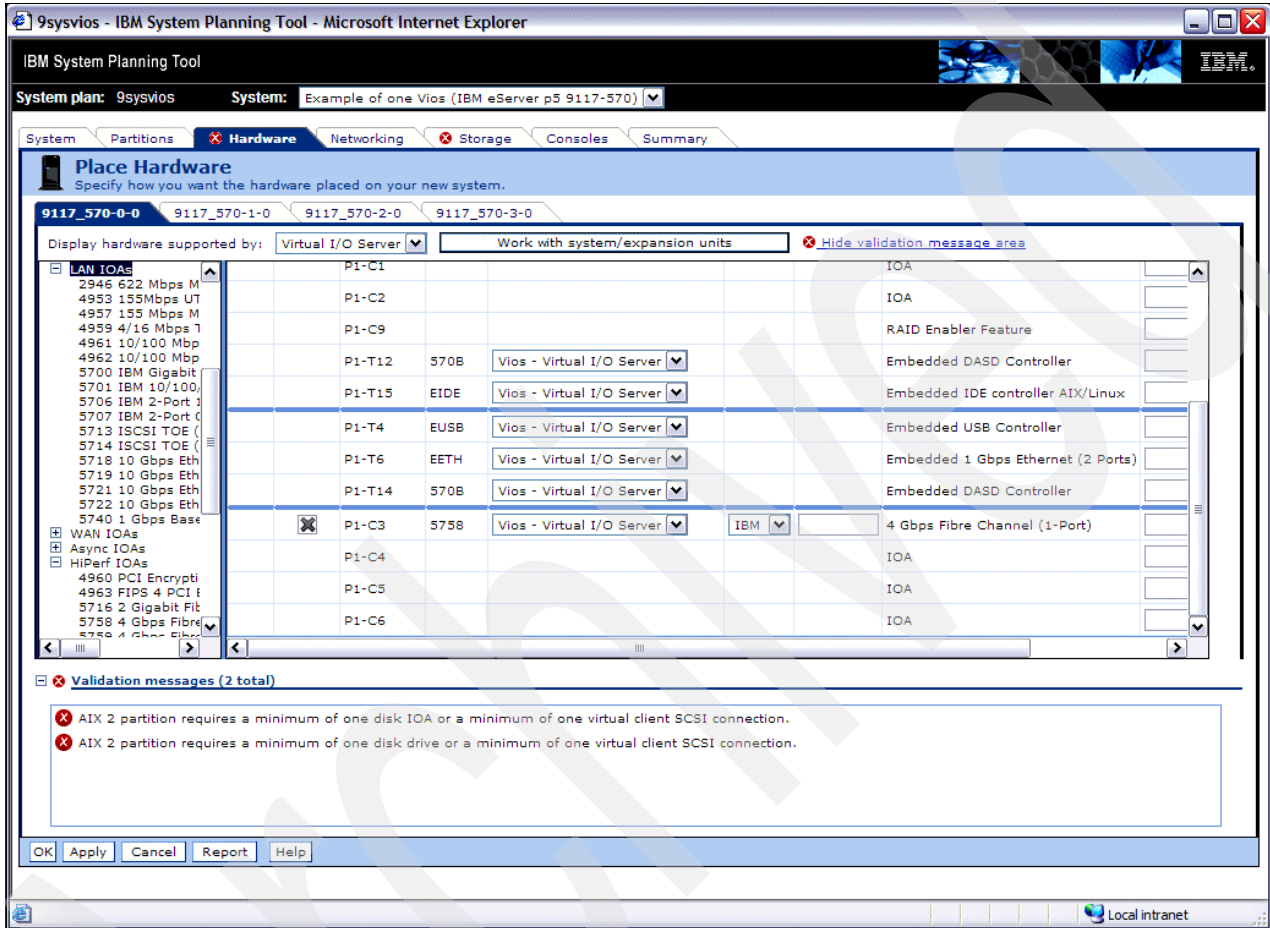 9sysvios - IBM System Planning Tool - Microsoft Internet Explorer
IBM System Planning Tool
IBM.
System plan: 9sysvios System: Example of one Vios (IBM eServer p5 9117-570)
System Partitions Hardware Networking Storage Consoles Summary
Place Hardware
Specify how you want the hardware placed on your new system.
9117_570-0-0 9117_570-1-0 9117_570-2-0 9117_570-3-0
Display hardware supported by: Virtual I/O Server Work with system/expansion units Hide validation message area
LAN IOAs
2946 622 Mbps M
4953 155Mbps UT
4957 155 Mbps M
4959 4/16 Mbps T
4961 10/100 Mbp
4962 10/100 Mbp
5700 IBM Gigabit
5701 IBM 10/100/
5706 IBM 2-Port 1
5707 IBM 2-Port G
5713 ISCSI TOE (
5714 ISCSI TOE (
5718 10 Gbps Eth
5719 10 Gbps Eth
5721 10 Gbps Eth
5722 10 Gbps Eth
5740 1 Gbps Base
WAN IOAs
Async IOAs
HiPerf IOAs
4960 PCI Encrypti
4963 FIPS 4 PCI E
5716 2 Gigabit Fib
5758 4 Gbps Fibre
5759 4 Gbps Fibre
P1-C1 IOA
P1-C2 IOA
P1-C9 RAID Enabler Feature
P1-T12 570B Vios - Virtual I/O Server Embedded DASD Controller
P1-T15 EIDE Vios - Virtual I/O Server Embedded IDE controller AIX/Linux
P1-T4 EUSB Vios - Virtual I/O Server Embedded USB Controller
P1-T6 EETH Vios - Virtual I/O Server Embedded 1 Gbps Ethernet (2 Ports)
P1-T14 570B Vios - Virtual I/O Server Embedded DASD Controller
P1-C3 5758 Vios - Virtual I/O Server IBM 4 Gbps Fibre Channel (1-Port)
P1-C4 IOA
P1-C5 IOA
P1-C6 IOA
Validation messages (2 total)
AIX 2 partition requires a minimum of one disk IOA or a minimum of one virtual client SCSI connection.
AIX 2 partition requires a minimum of one disk drive or a minimum of one virtual client SCSI connection.
OK Apply Cancel Report Help
Local intranet